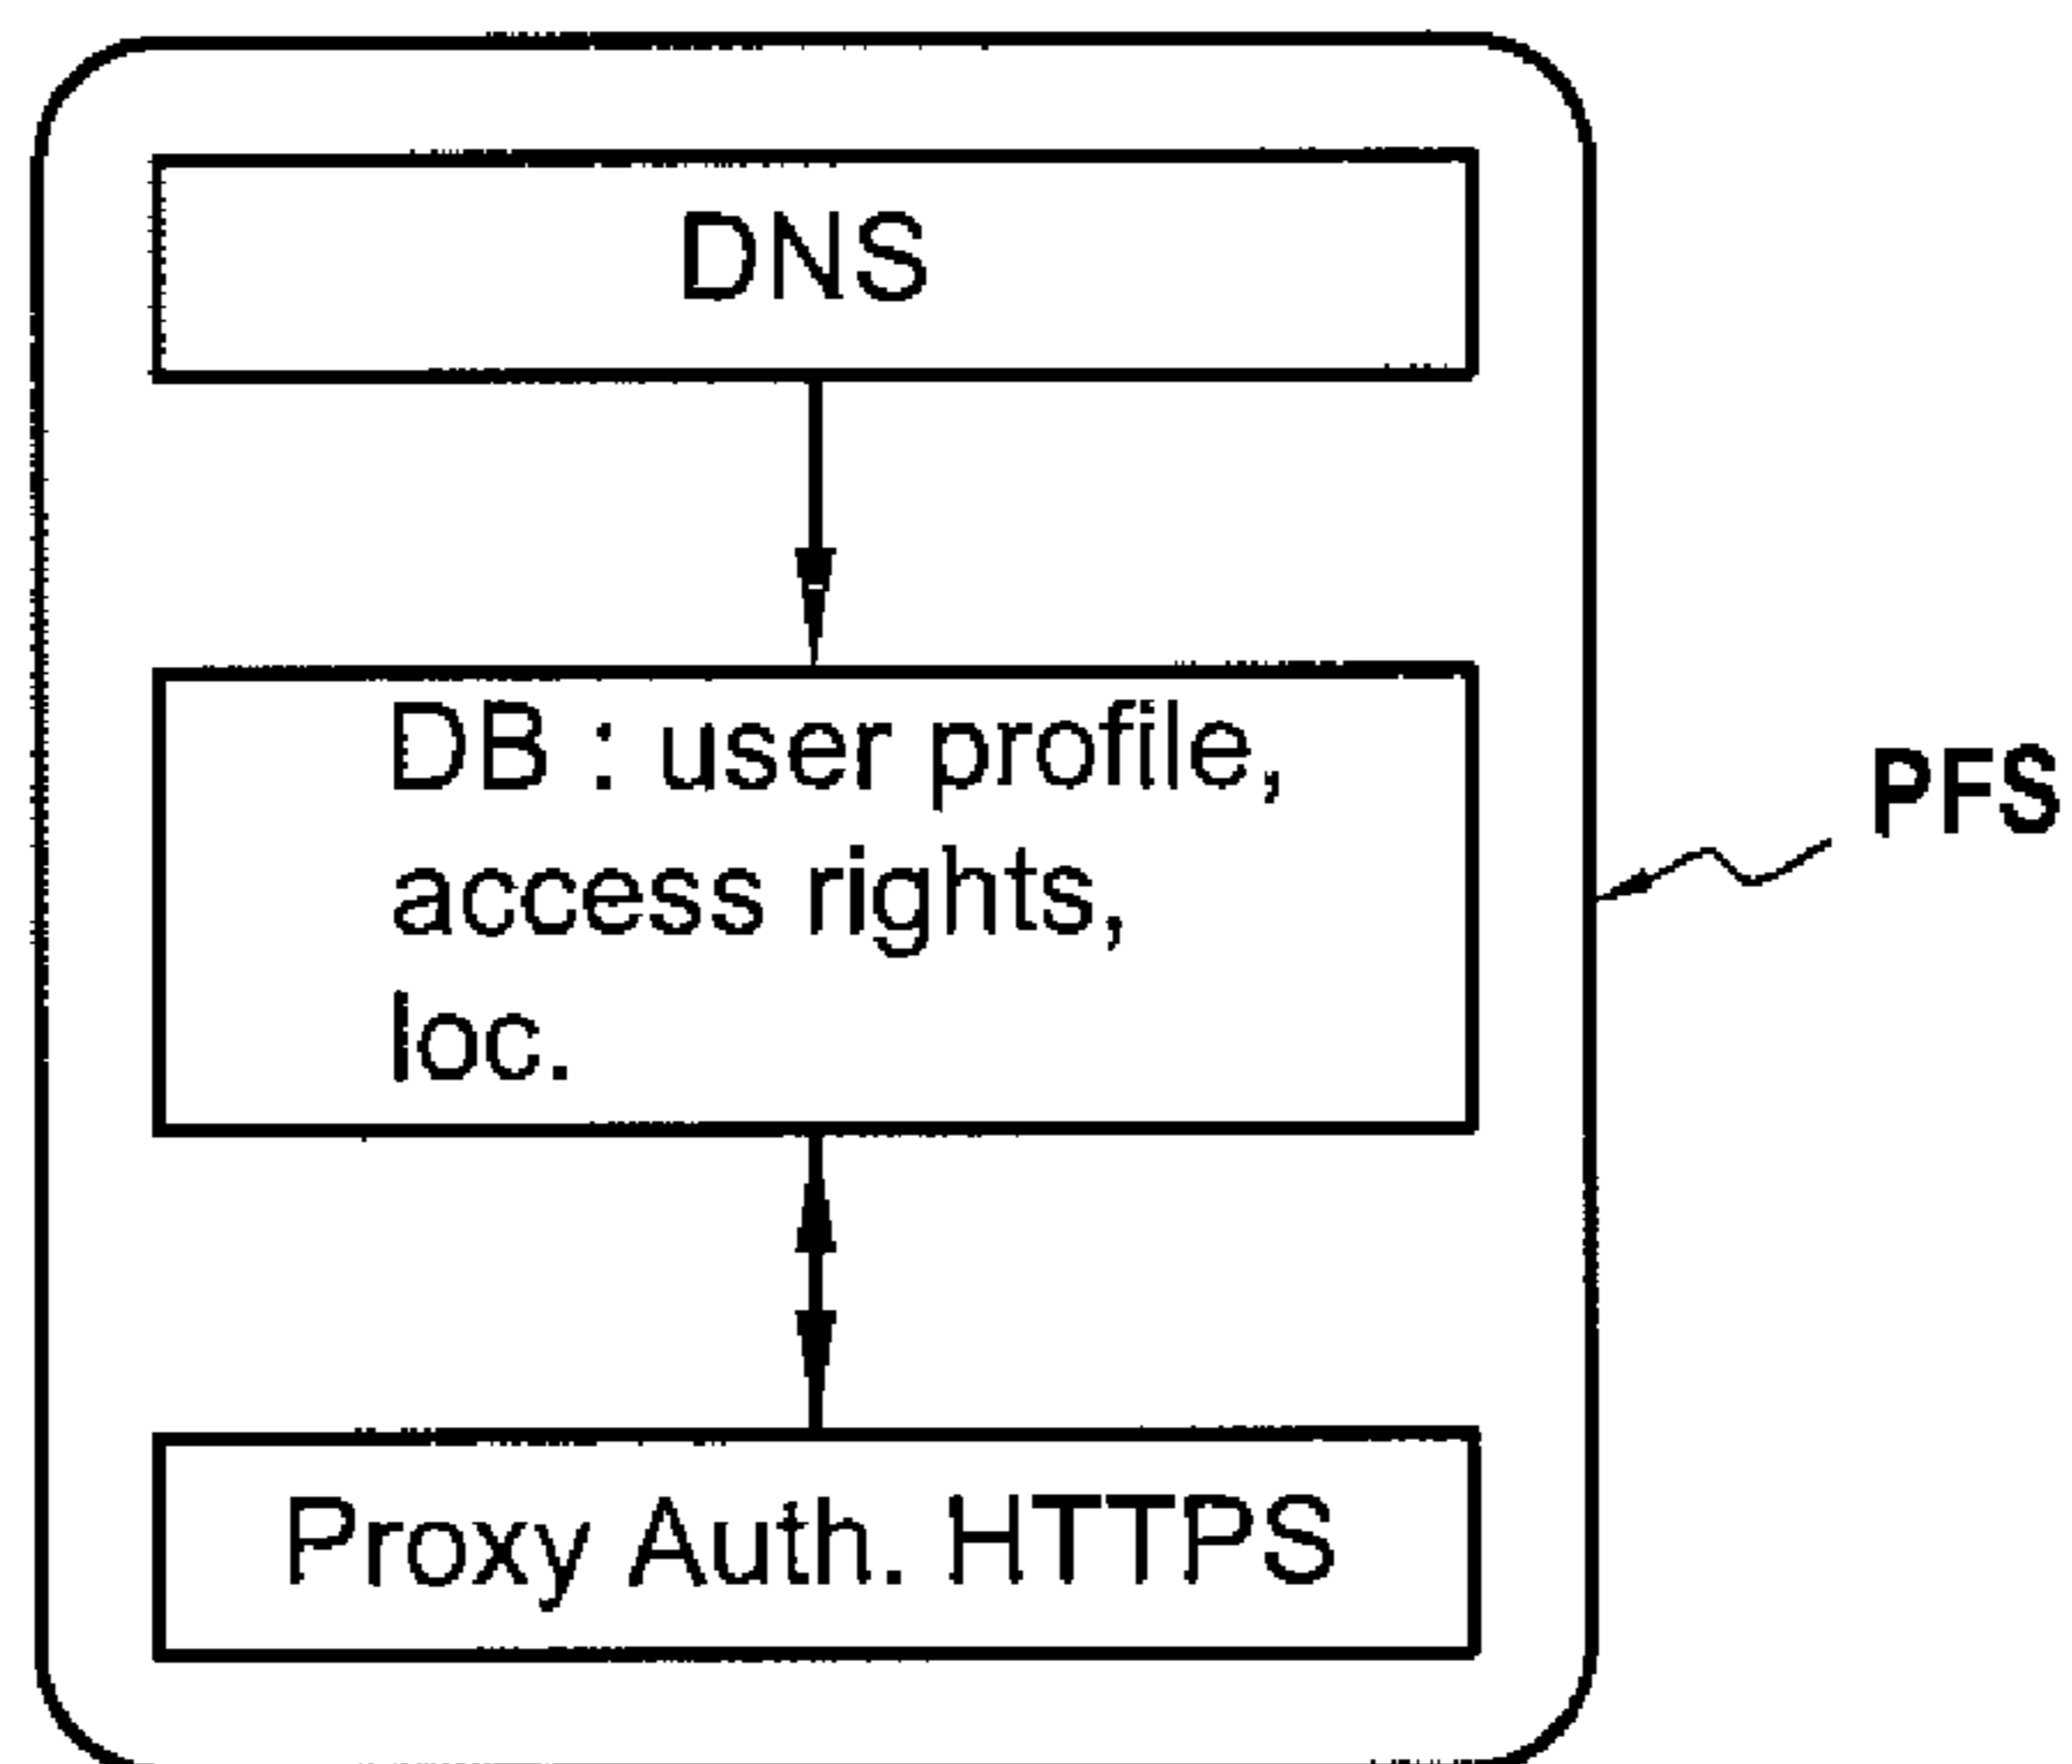 DNS
DB : user profile,
access rights,
loc.
PFS
Proxy Auth. HTTPS